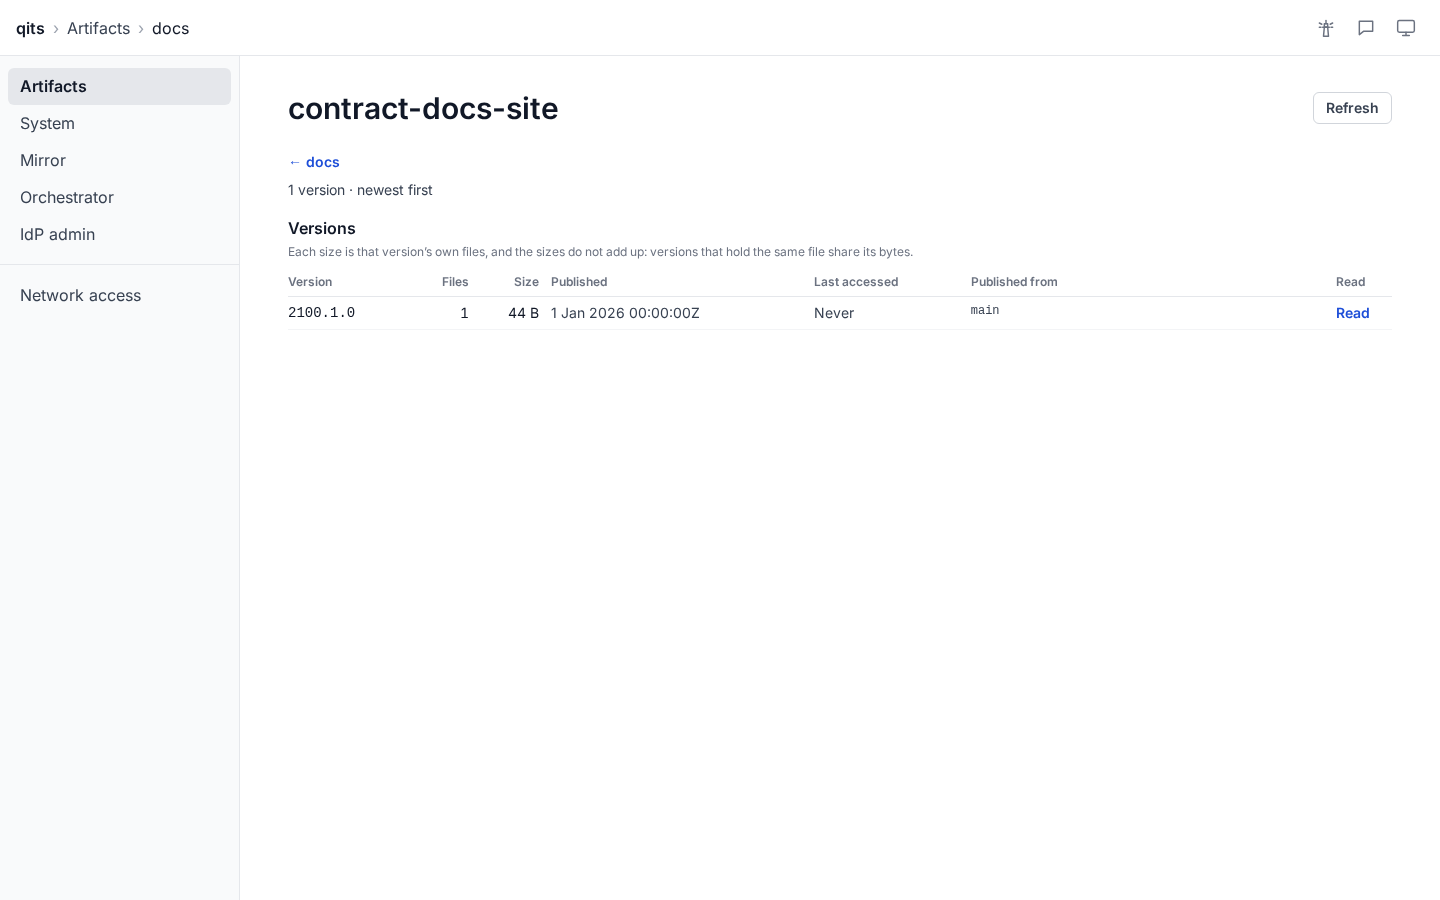 qits › Artifacts › docs
Artifacts
System
Mirror
Orchestrator
IdP admin
Network access
contract-docs-site
Refresh
← docs
1 version · newest first
Versions
Each size is that version’s own files, and the sizes do not add up: versions that hold the same file share its bytes.
Version Files Size Published Last accessed Published from Read
2100.1.0 1 44 B 1 Jan 2026 00:00:00Z Never main Read